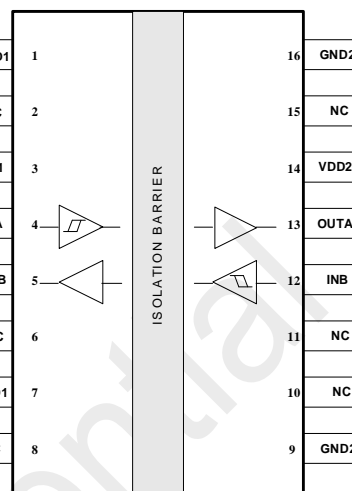 1 16 GND2
2 15 NC
3 14 VDD2
4 13 OUTA
5 12 INB
6 11 NC
7 10 NC
8 9 GND2
ISOLATION BARRIER